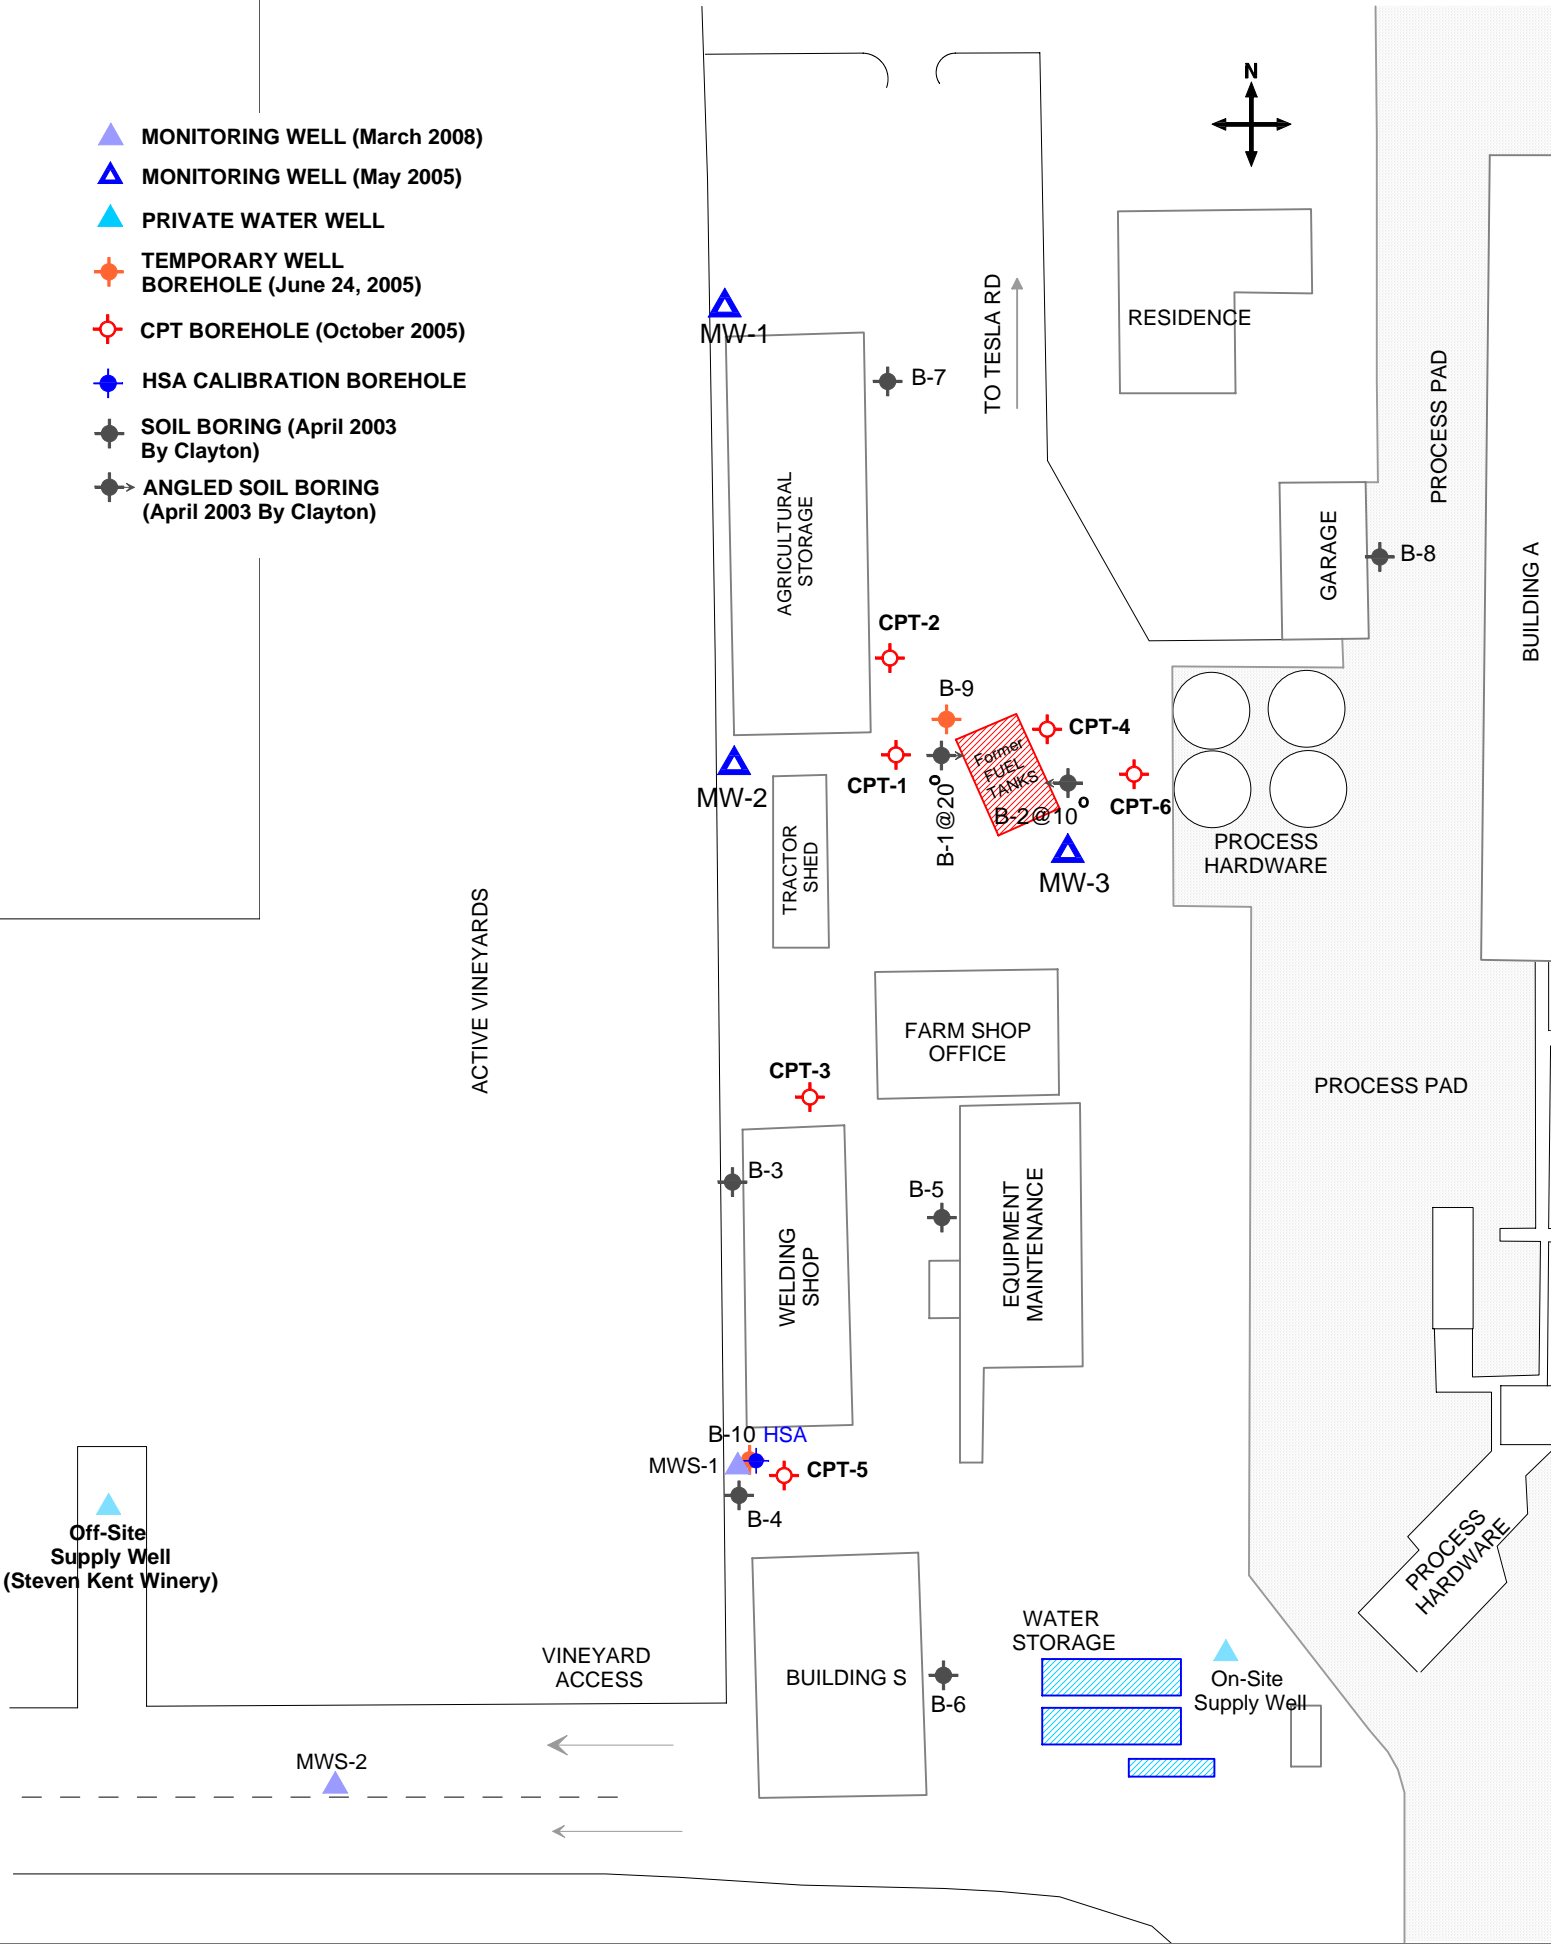 N
MONITORING WELL (March 2008)
MONITORING WELL (May 2005)
PRIVATE WATER WELL
TEMPORARY WELL
BOREHOLE (June 24, 2005)
CPT BOREHOLE (October 2005)
HSA CALIBRATION BOREHOLE
SOIL BORING (April 2003
By Clayton)
ANGLED SOIL BORING
(April 2003 By Clayton)
MW-1
B-7
TO TESLA RD
RESIDENCE
PROCESS PAD
AGRICULTURAL
STORAGE
GARAGE
B-8
BUILDING A
CPT-2
B-9
CPT-4
Former
FUEL
TANKS
CPT-1
B-1@20°
B-2@10°
CPT-6
MW-2
MW-3
TRACTOR
SHED
PROCESS
HARDWARE
ACTIVE VINEYARDS
FARM SHOP
OFFICE
CPT-3
PROCESS PAD
B-3
B-5
WELDING
SHOP
EQUIPMENT
MAINTENANCE
B-10
HSA
MWS-1
CPT-5
B-4
Off-Site
Supply Well
(Steven Kent Winery)
PROCESS
HARDWARE
VINEYARD
ACCESS
BUILDING S
B-6
WATER
STORAGE
On-Site
Supply Well
MWS-2